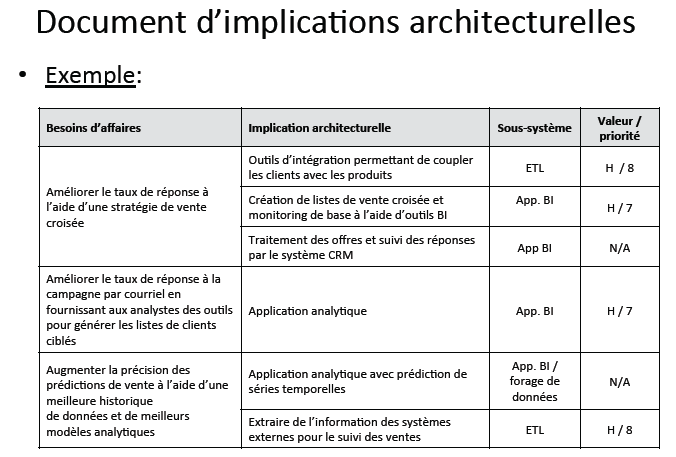 Document d'implications architecturelles
• Exemple:
Besoins d'affaires
Implication architecturelle
Sous-système
Valeur /
priorité
Améliorer le taux de réponse à
l'aide d'une stratégie de vente
croisée
Outils d'intégration permettant de coupler
les clients avec les produits
ETL
H / 8
Création de listes de vente croisée et
monitoring de base à l'aide d'outils BI
App. BI
H / 7
Traitement des offres et suivi des réponses
par le système CRM
App BI
N/A
Améliorer le taux de réponse à la
campagne par courriel en
fournissant aux analystes des outils
pour générer les listes de clients
ciblés
Application analytique
App. BI
H / 7
Augmenter la précision des
prédictions de vente à l'aide d'une
meilleure historique
de données et de meilleurs
modèles analytiques
Application analytique avec prédiction de
séries temporelles
App. BI /
forage de
données
N/A
Extraire de l'information des systèmes
externes pour le suivi des ventes
ETL
H / 8